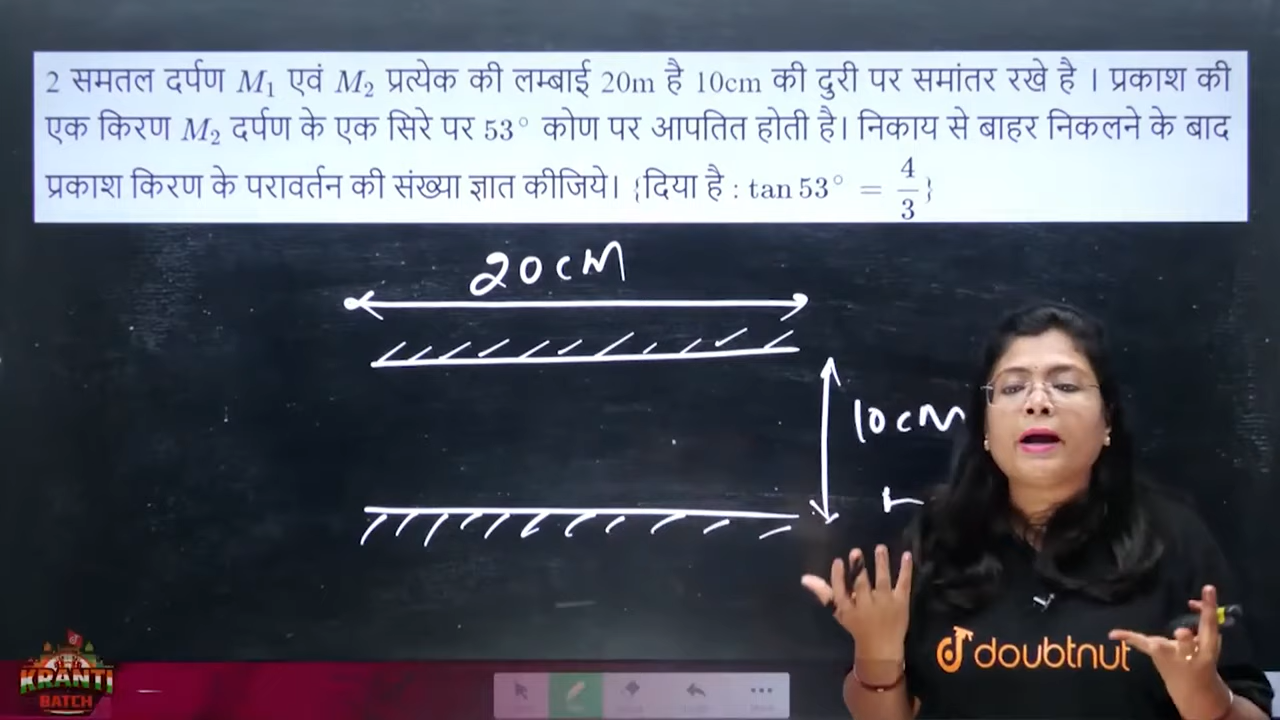 2 समतल दर्पण M₁ एवं M₂ प्रत्येक की लम्बाई 20m है 10cm की दुरी पर समांतर रखे है । प्रकाश की
एक किरण M₂ दर्पण के एक सिरे पर 53° कोण पर आपतित होती है। निकाय से बाहर निकलने के बाद
प्रकाश किरण के परावर्तन की संख्या ज्ञात कीजिये। {दिया है : tan 53° = 4/3}
20cm
10cm
doubtnut
KRANTI
BATCH